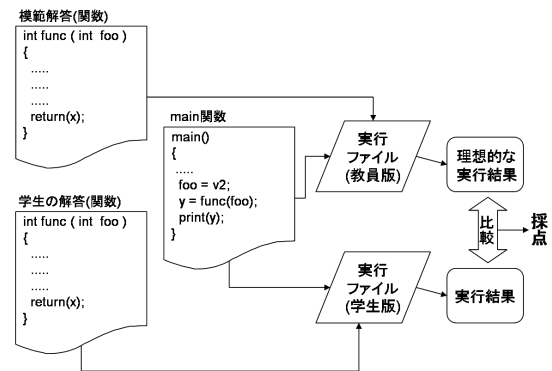 模範解答(関数)
int func ( int foo )
{
.....
.....
.....
return(x);
}
main関数
main()
{
.....
foo = v2;
y = func(foo);
print(y);
}
学生の解答(関数)
int func ( int foo )
{
.....
.....
.....
return(x);
}
実行
ファイル
(教員版)
理想的な
実行結果
比較
採点
実行
ファイル
(学生版)
実行結果